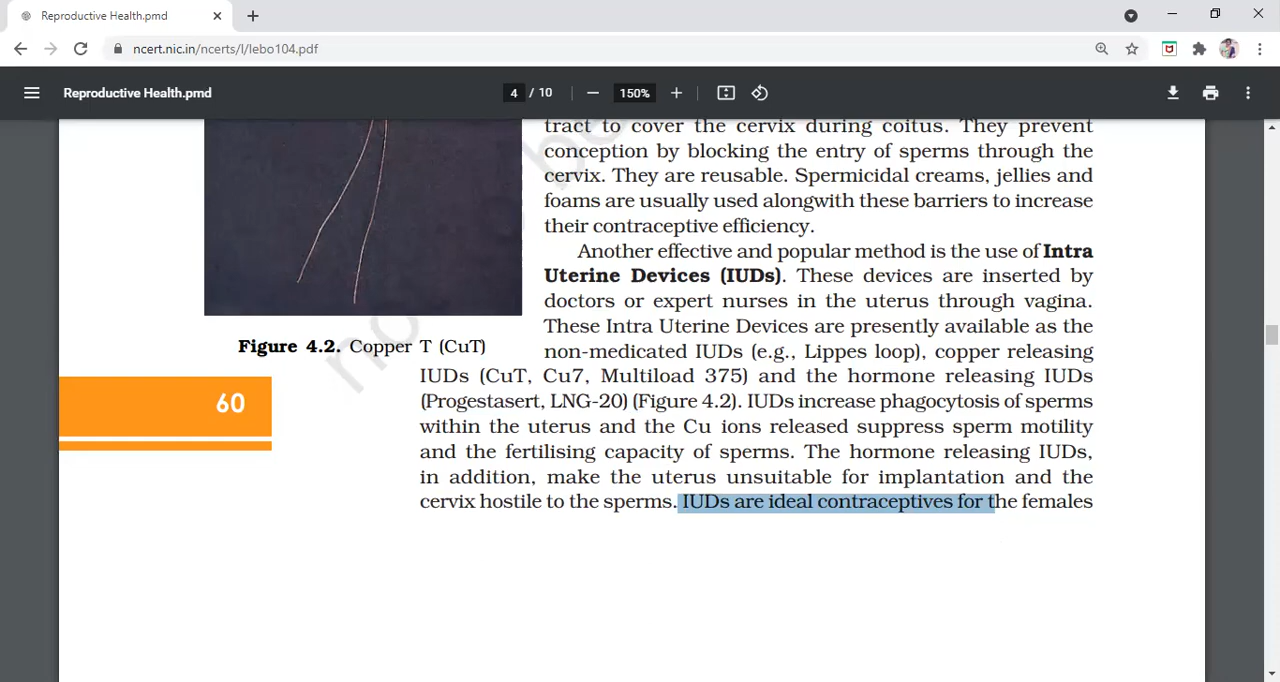 Reproductive Health.pmd
ncert.nic.in/ncerts/l/lebo104.pdf
Reproductive Health.pmd
4 / 10
150%
tract to cover the cervix during coitus. They prevent
conception by blocking the entry of sperms through the
cervix. They are reusable. Spermicidal creams, jellies and
foams are usually used alongwith these barriers to increase
their contraceptive efficiency.
Another effective and popular method is the use of Intra
Uterine Devices (IUDs). These devices are inserted by
doctors or expert nurses in the uterus through vagina.
These Intra Uterine Devices are presently available as the
Figure 4.2. Copper T (CuT)
non-medicated IUDs (e.g., Lippes loop), copper releasing
IUDs (CuT, Cu7, Multiload 375) and the hormone releasing IUDs
(Progestasert, LNG-20) (Figure 4.2). IUDs increase phagocytosis of sperms
within the uterus and the Cu ions released suppress sperm motility
and the fertilising capacity of sperms. The hormone releasing IUDs,
in addition, make the uterus unsuitable for implantation and the
cervix hostile to the sperms. IUDs are ideal contraceptives for the females
60